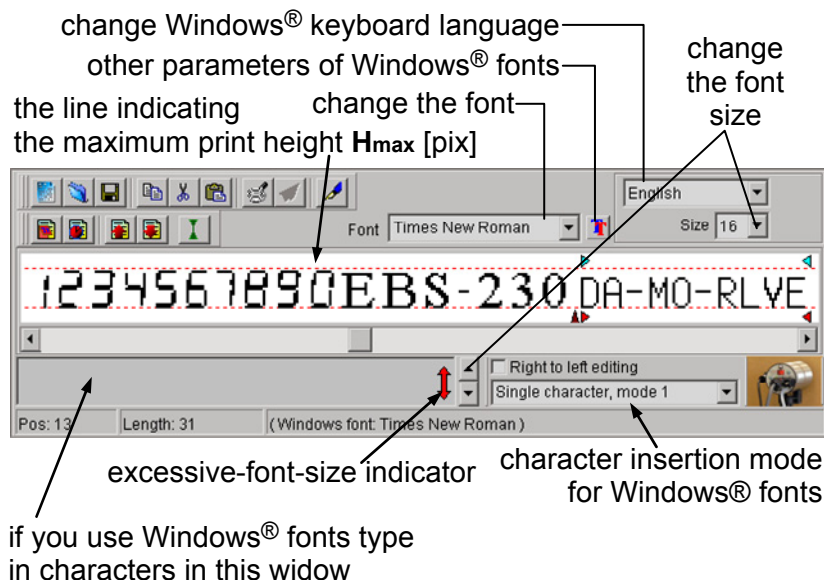 change Windows® keyboard language
other parameters of Windows® fonts
change
the font
size
the line indicating
the maximum print height Hmax [pix]
change the font
English
Font Times New Roman
Size 16
1234567890EBS-230 DA-MO-RLVE
Right to left editing
Single character, mode 1
Pos: 13
Length: 31
(Windows font: Times New Roman)
excessive-font-size indicator
character insertion mode
for Windows® fonts
if you use Windows® fonts type
in characters in this widow